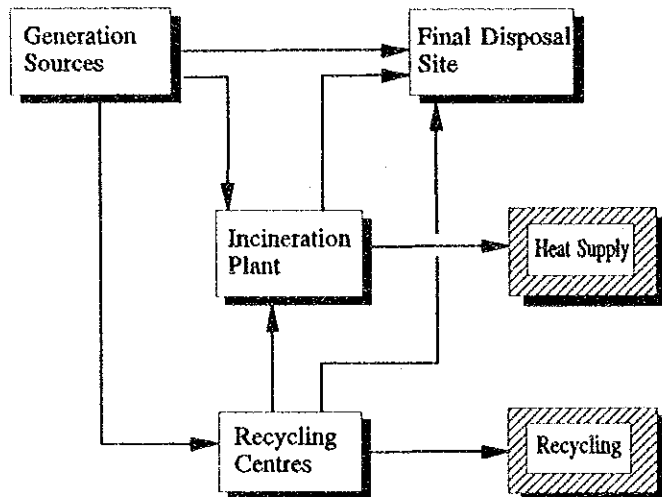 Generation
Sources
Final Disposal
Site
Incineration
Plant
Heat Supply
Recycling
Centres
Recycling